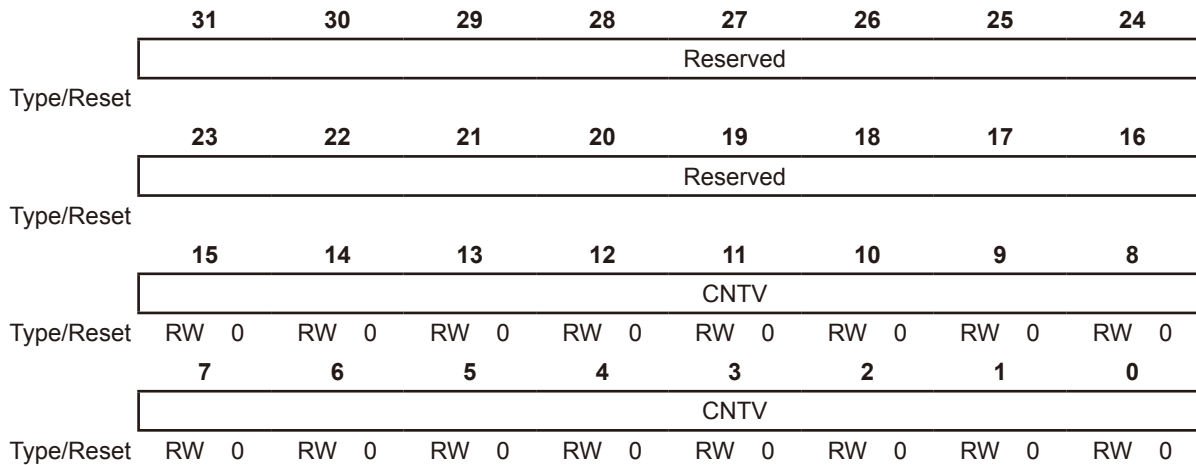 31 30 29 28 27 26 25 24
Reserved
Type/Reset
23 22 21 20 19 18 17 16
Reserved
Type/Reset
15 14 13 12 11 10 9 8
CNTV
Type/Reset RW 0 RW 0 RW 0 RW 0 RW 0 RW 0 RW 0 RW 0
7 6 5 4 3 2 1 0
CNTV
Type/Reset RW 0 RW 0 RW 0 RW 0 RW 0 RW 0 RW 0 RW 0